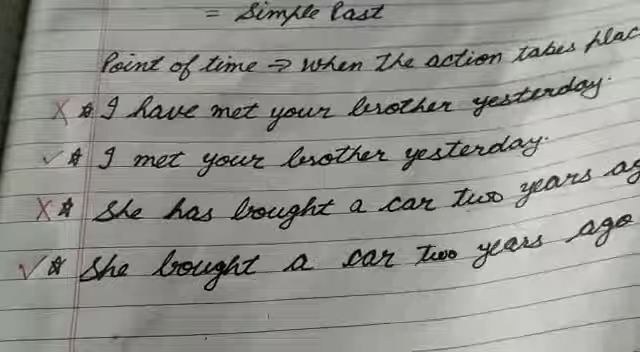 = Simple Past
Point of time => when the action takes plac
X * I have met your brother yesterday.
✓ * I met your brother yesterday.
X * She has bought a car two years ag
✓ * She bought a car two years ago